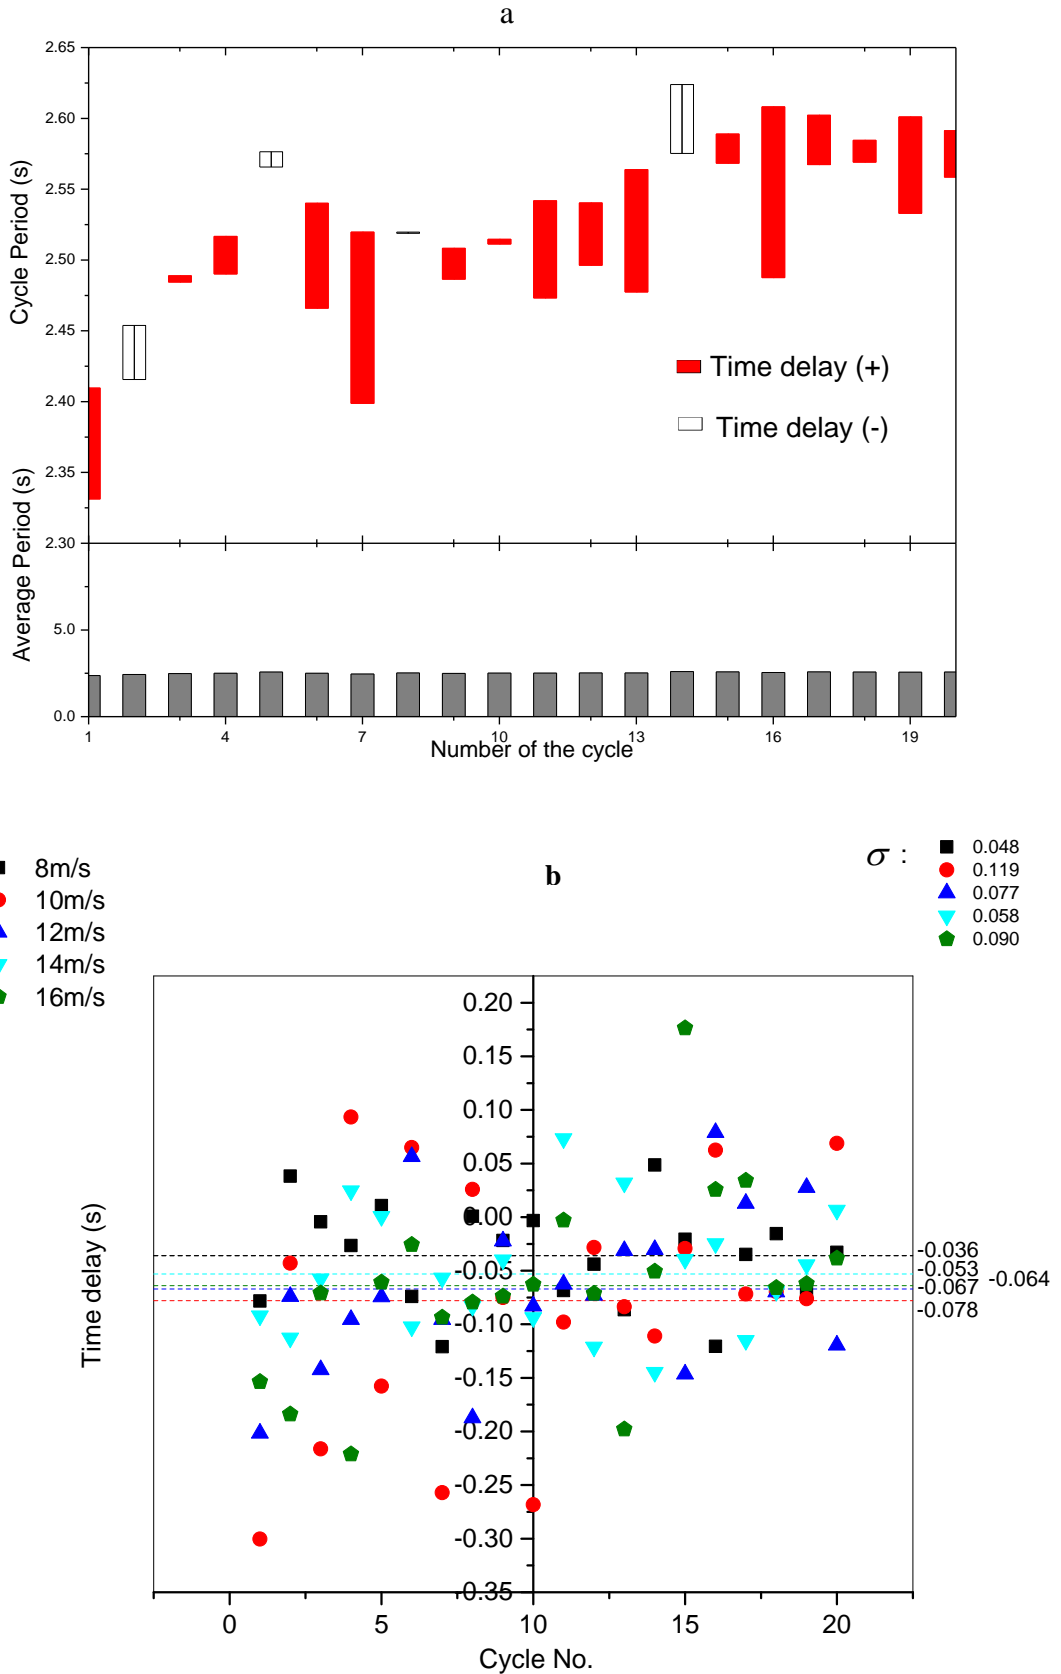 a
2.65
2.60
2.55
2.50
2.45
2.40
2.35
2.30
5.0
0.0
Cycle Period (s)
Average Period (s)
Time delay (+)
Time delay (-)
1 4 7 10 13 16 19
Number of the cycle
b
8m/s
10m/s
12m/s
14m/s
16m/s
σ :
0.048
0.119
0.077
0.058
0.090
0.20
0.15
0.10
0.05
0.00
-0.05
-0.10
-0.15
-0.20
-0.25
-0.30
-0.35
Time delay (s)
-0.036
-0.053
-0.064
-0.067
-0.078
0 5 10 15 20
Cycle No.